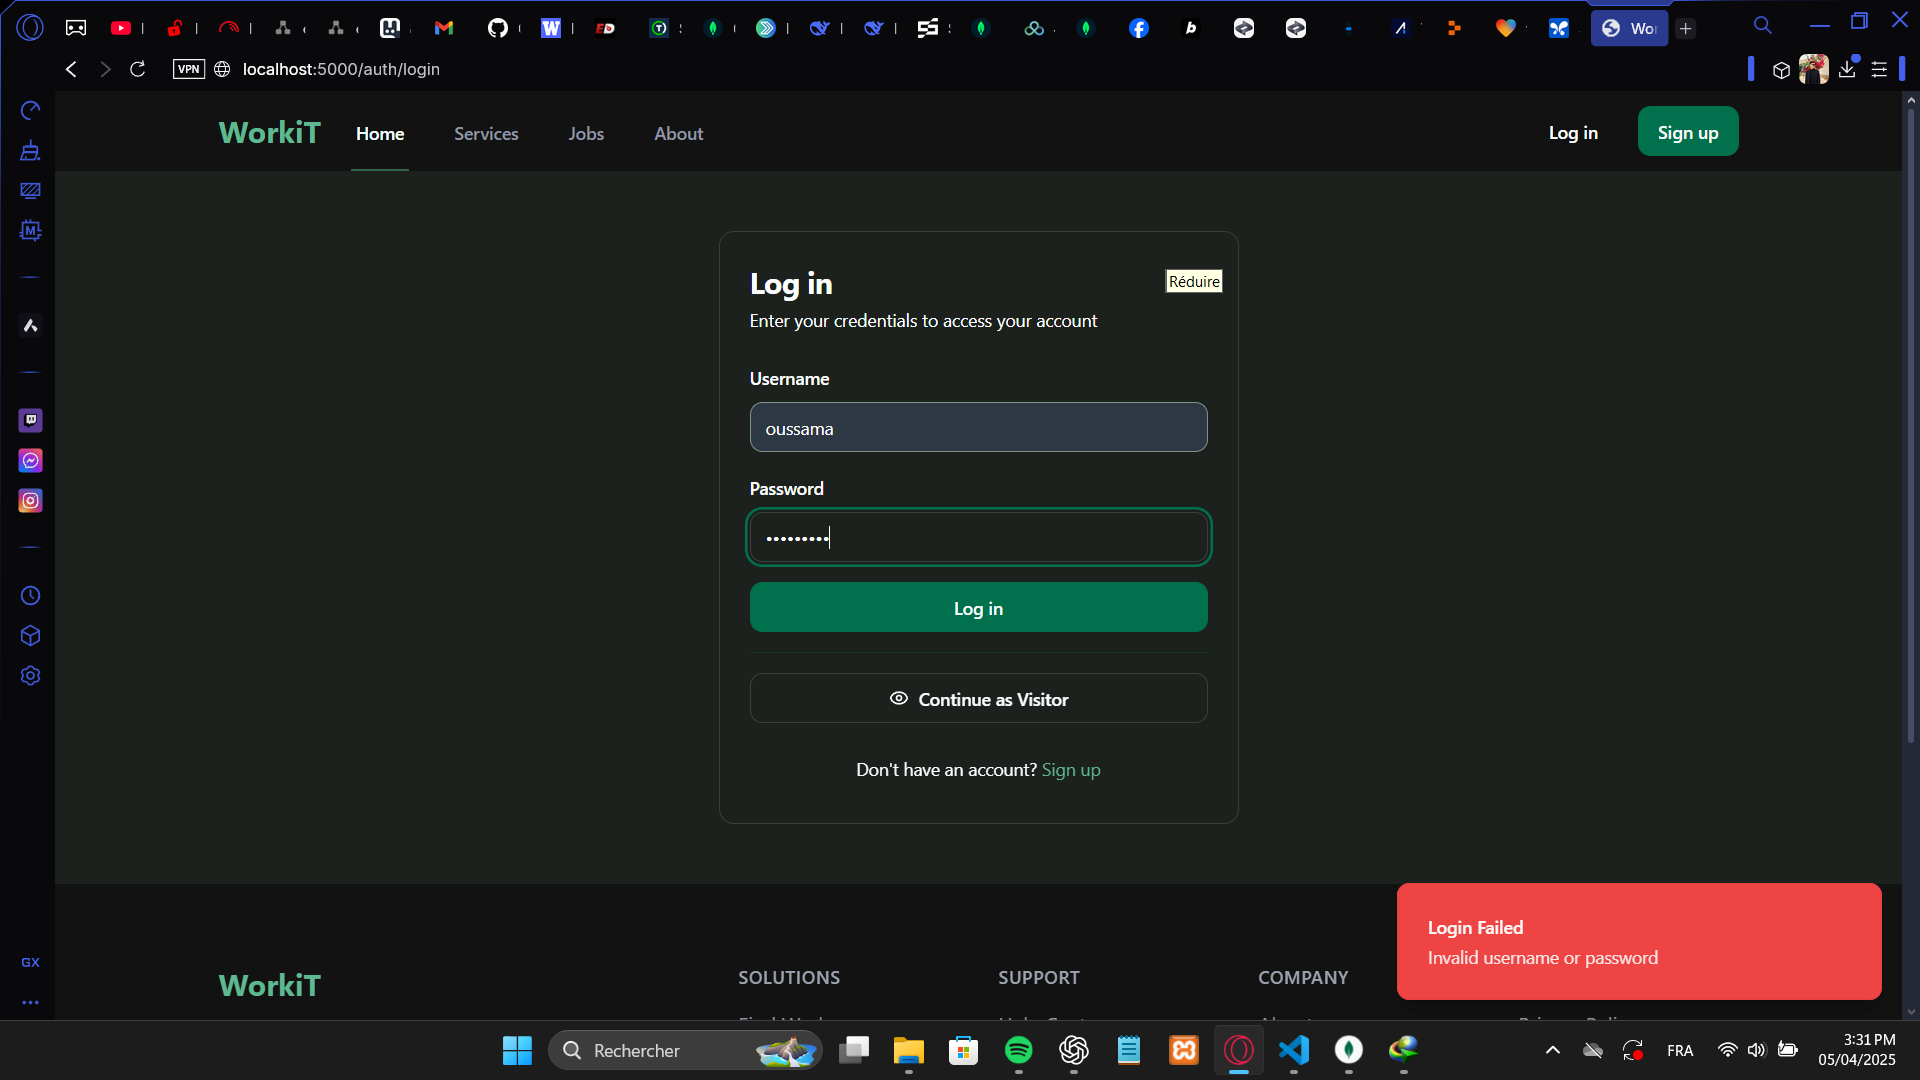 Wo
VPN
localhost:5000/auth/login
WorkiT
Home
Services
Jobs
About
Log in
Sign up
Log in
Réduire
Enter your credentials to access your account
Username
oussama
Password
•••••••••
Log in
Continue as Visitor
Don't have an account? Sign up
GX
WorkiT
SOLUTIONS
SUPPORT
COMPANY
Login Failed
Invalid username or password
Rechercher
FRA
3:31 PM
05/04/2025